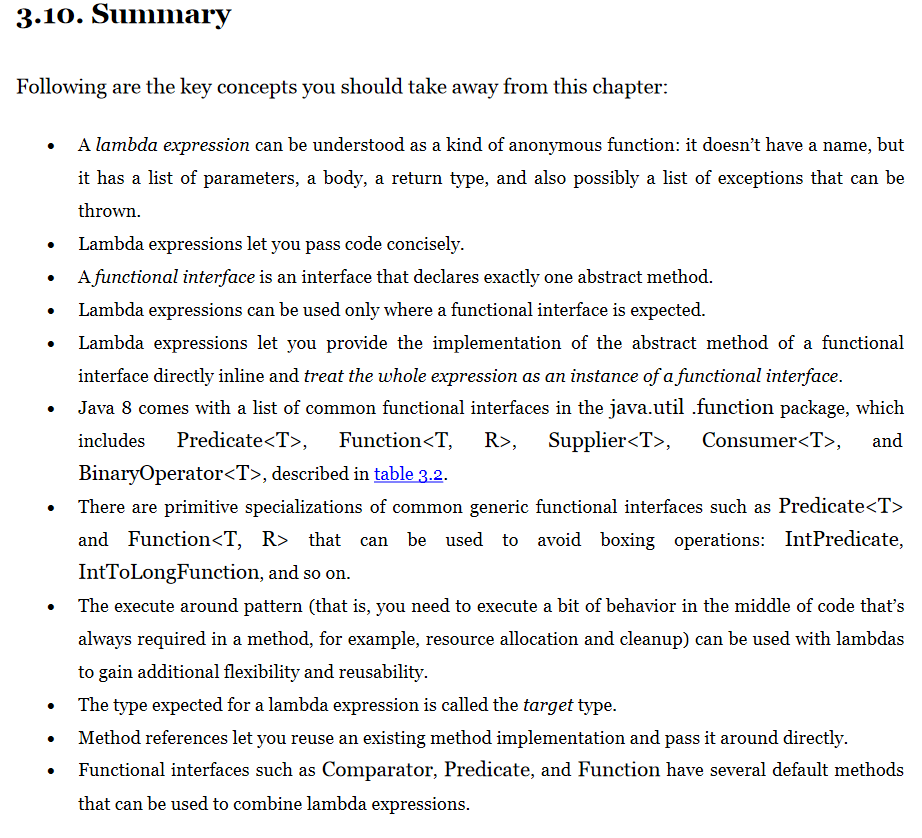 3.10. Summary
Following are the key concepts you should take away from this chapter:
• A lambda expression can be understood as a kind of anonymous function: it doesn't have a name, but
it has a list of parameters, a body, a return type, and also possibly a list of exceptions that can be
thrown.
• Lambda expressions let you pass code concisely.
• A functional interface is an interface that declares exactly one abstract method.
• Lambda expressions can be used only where a functional interface is expected.
• Lambda expressions let you provide the implementation of the abstract method of a functional
interface directly inline and treat the whole expression as an instance of a functional interface.
• Java 8 comes with a list of common functional interfaces in the java.util .function package, which
includes Predicate<T>, Function<T, R>, Supplier<T>, Consumer<T>, and
BinaryOperator<T>, described in table 3.2.
• There are primitive specializations of common generic functional interfaces such as Predicate<T>
and Function<T, R> that can be used to avoid boxing operations: IntPredicate,
IntToLongFunction, and so on.
• The execute around pattern (that is, you need to execute a bit of behavior in the middle of code that's
always required in a method, for example, resource allocation and cleanup) can be used with lambdas
to gain additional flexibility and reusability.
• The type expected for a lambda expression is called the target type.
• Method references let you reuse an existing method implementation and pass it around directly.
• Functional interfaces such as Comparator, Predicate, and Function have several default methods
that can be used to combine lambda expressions.